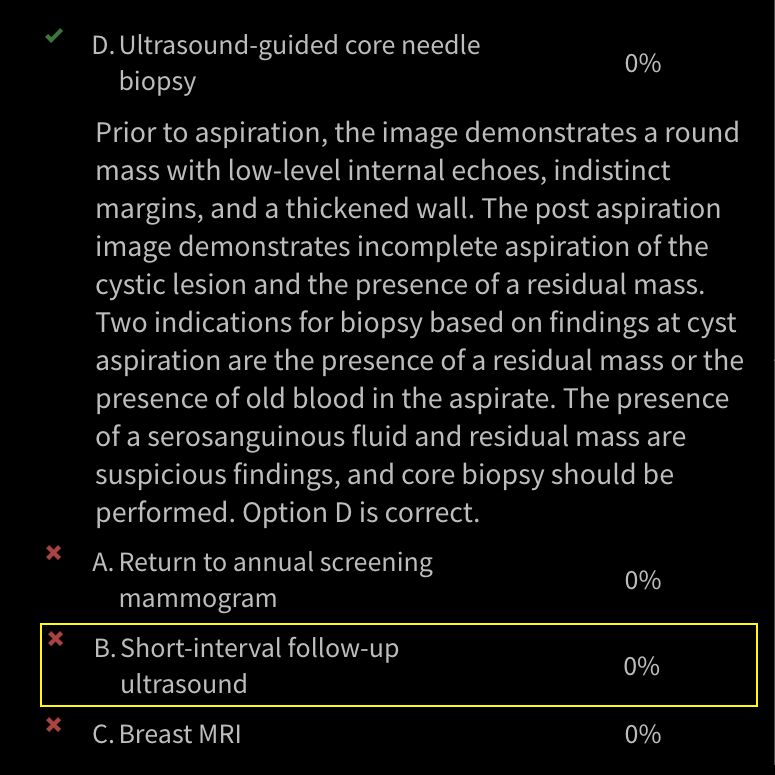 D. Ultrasound-guided core needle
biopsy
0%
Prior to aspiration, the image demonstrates a round
mass with low-level internal echoes, indistinct
margins, and a thickened wall. The post aspiration
image demonstrates incomplete aspiration of the
cystic lesion and the presence of a residual mass.
Two indications for biopsy based on findings at cyst
aspiration are the presence of a residual mass or the
presence of old blood in the aspirate. The presence
of a serosanguinous fluid and residual mass are
suspicious findings, and core biopsy should be
performed. Option D is correct.
A. Return to annual screening
mammogram
0%
B. Short-interval follow-up
ultrasound
0%
C. Breast MRI
0%